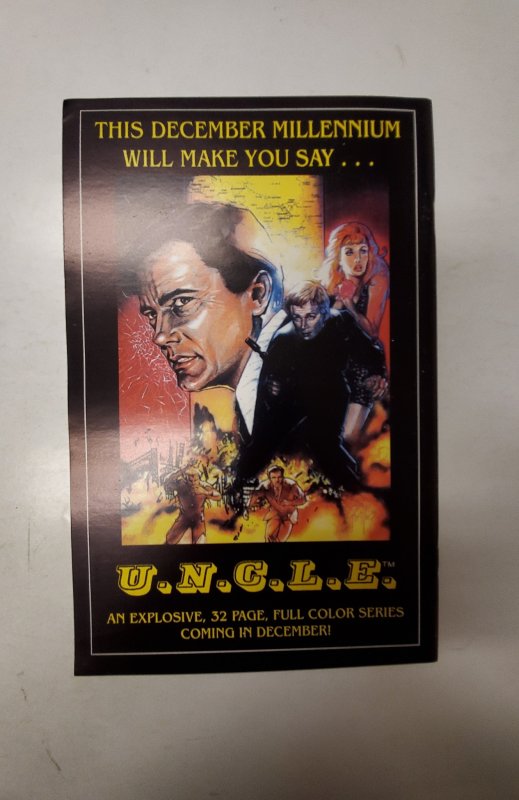 THIS DECEMBER MILLENNIUM
WILL MAKE YOU SAY . . .
U.N.C.L.E.™
AN EXPLOSIVE, 32 PAGE, FULL COLOR SERIES
COMING IN DECEMBER!